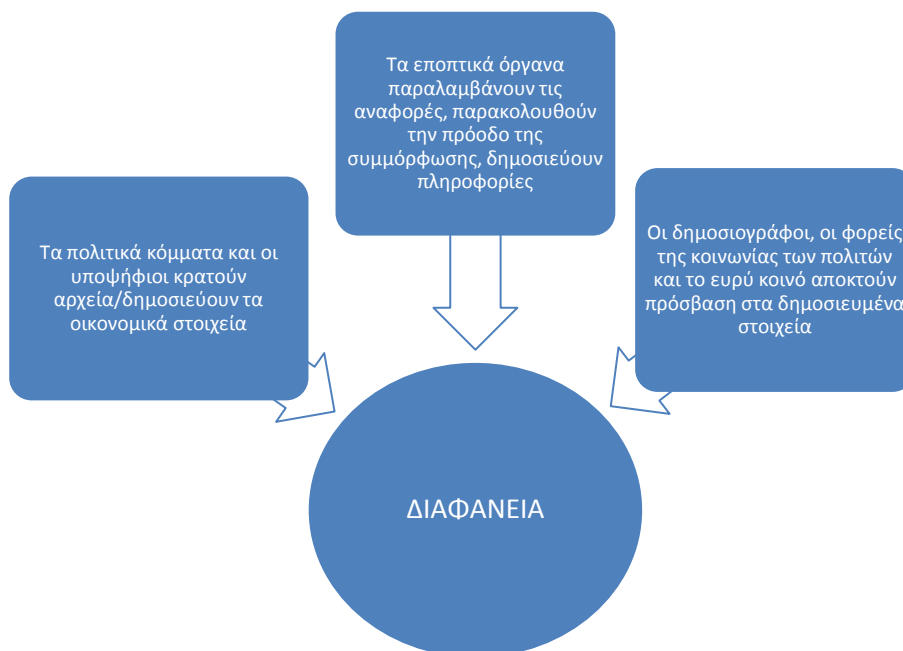 Τα εποπτικά όργανα
παραλαμβάνουν τις
αναφορές, παρακολουθούν
την πρόοδο της
συμμόρφωσης, δημοσιεύουν
πληροφορίες
Τα πολιτικά κόμματα και οι
υποψήφιοι κρατούν
αρχεία/δημοσιεύουν τα
οικονομικά στοιχεία
Οι δημοσιογράφοι, οι φορείς
της κοινωνίας των πολιτών
και το ευρύ κοινό αποκτούν
πρόσβαση στα δημοσιευμένα
στοιχεία
ΔΙΑΦΑΝΕΙΑ